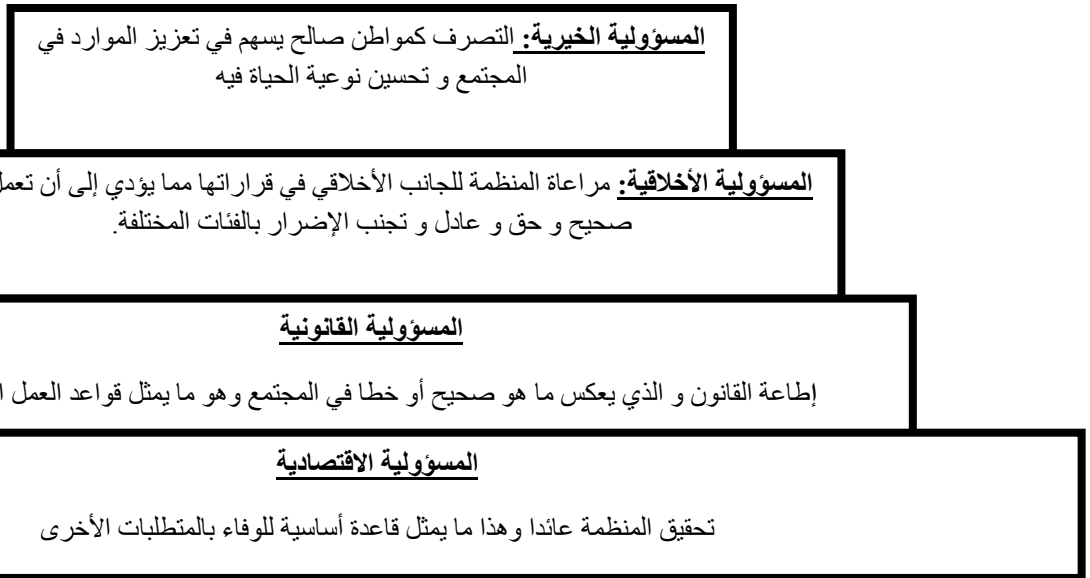 المسؤولية الخيرية: التصرف كمواطن صالح يسهم في تعزيز الموارد في
المجتمع و تحسين نوعية الحياة فيه
المسؤولية الأخلاقية: مراعاة المنظمة للجانب الأخلاقي في قراراتها مما يؤدي إلى أن
صحيح و حق و عادل و تجنب الإضرار بالفئات المختلفة.
المسؤولية القانونية
إطاعة القانون و الذي يعكس ما هو صحيح أو خطا في المجتمع وهو ما يمثل قواعد العمل
المسؤولية الاقتصادية
تحقيق المنظمة عائدا وهذا ما يمثل قاعدة أساسية للوفاء بالمتطلبات الأخرى